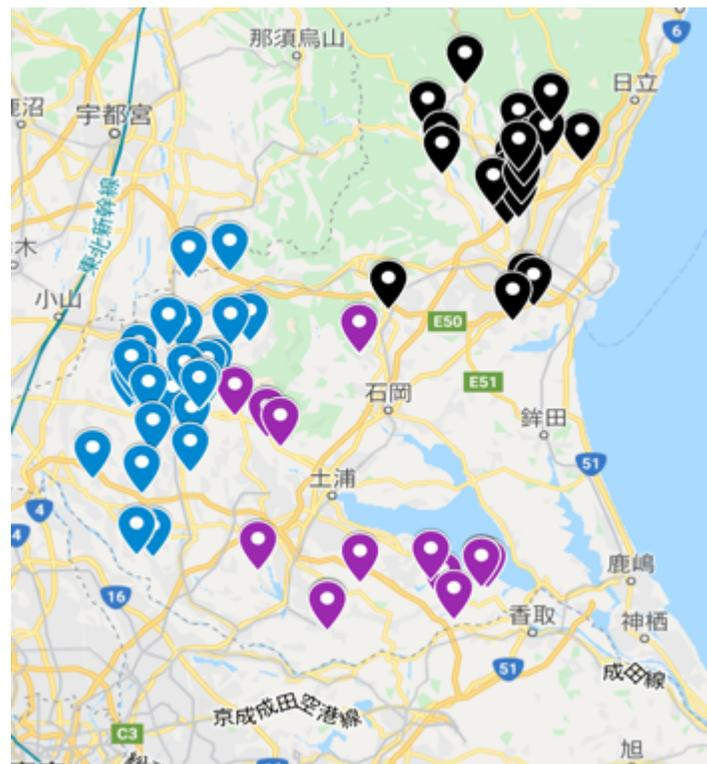 6
那須烏山
日立
鹿沼
宇都宮
東北新幹線
木
小山
E50
E51
石岡
鉾田
51
土浦
4
4
16
鹿嶋
香取
神栖
51
成田線
京成成田空港線
C3
旭